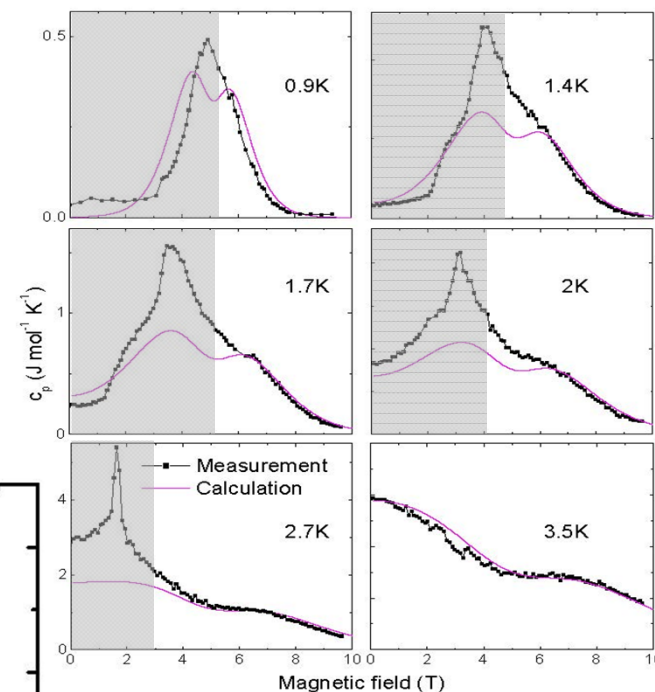 0.5
0.9K
1.4K
0.0
1.7K
2K
1
0
cp (J mol-1 K-1)
Measurement
Calculation
2.7K
3.5K
4
2
0
0 2 4 6 8 10
0 2 4 6 8 10
Magnetic field (T)